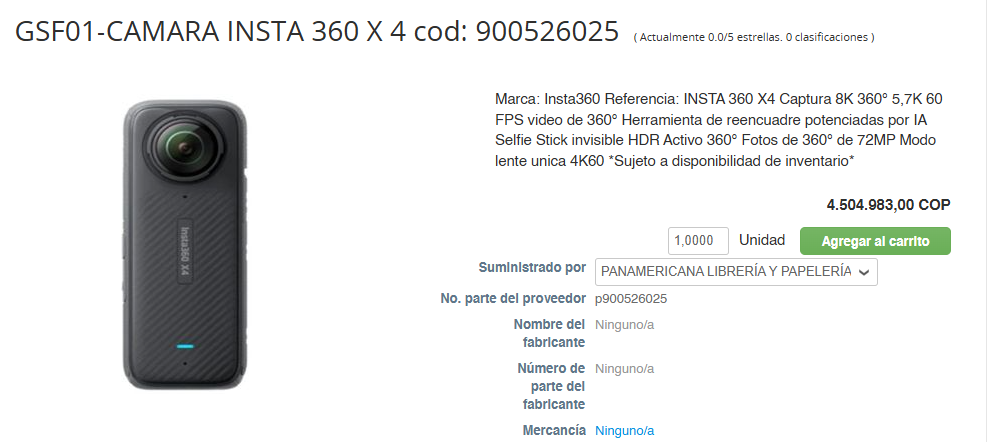 GSF01-CAMARA INSTA 360 X 4 cod: 900526025 ( Actualmente 0.0/5 estrellas. 0 clasificaciones )
Marca: Insta360 Referencia: INSTA 360 X4 Captura 8K 360º 5,7K 60
FPS video de 360º Herramienta de reencuadre potenciadas por IA
Selfie Stick invisible HDR Activo 360º Fotos de 360º de 72MP Modo
lente unica 4K60 *Sujeto a disponibilidad de inventario*
Insta360 X4
4.504.983,00 COP
1,0000 Unidad Agregar al carrito
Suministrado por PANAMERICANA LIBRERÍA Y PAPELERÍA
No. parte del proveedor p900526025
Nombre del Ninguno/a
fabricante
Número de Ninguno/a
parte del
fabricante
Mercancía Ninguno/a